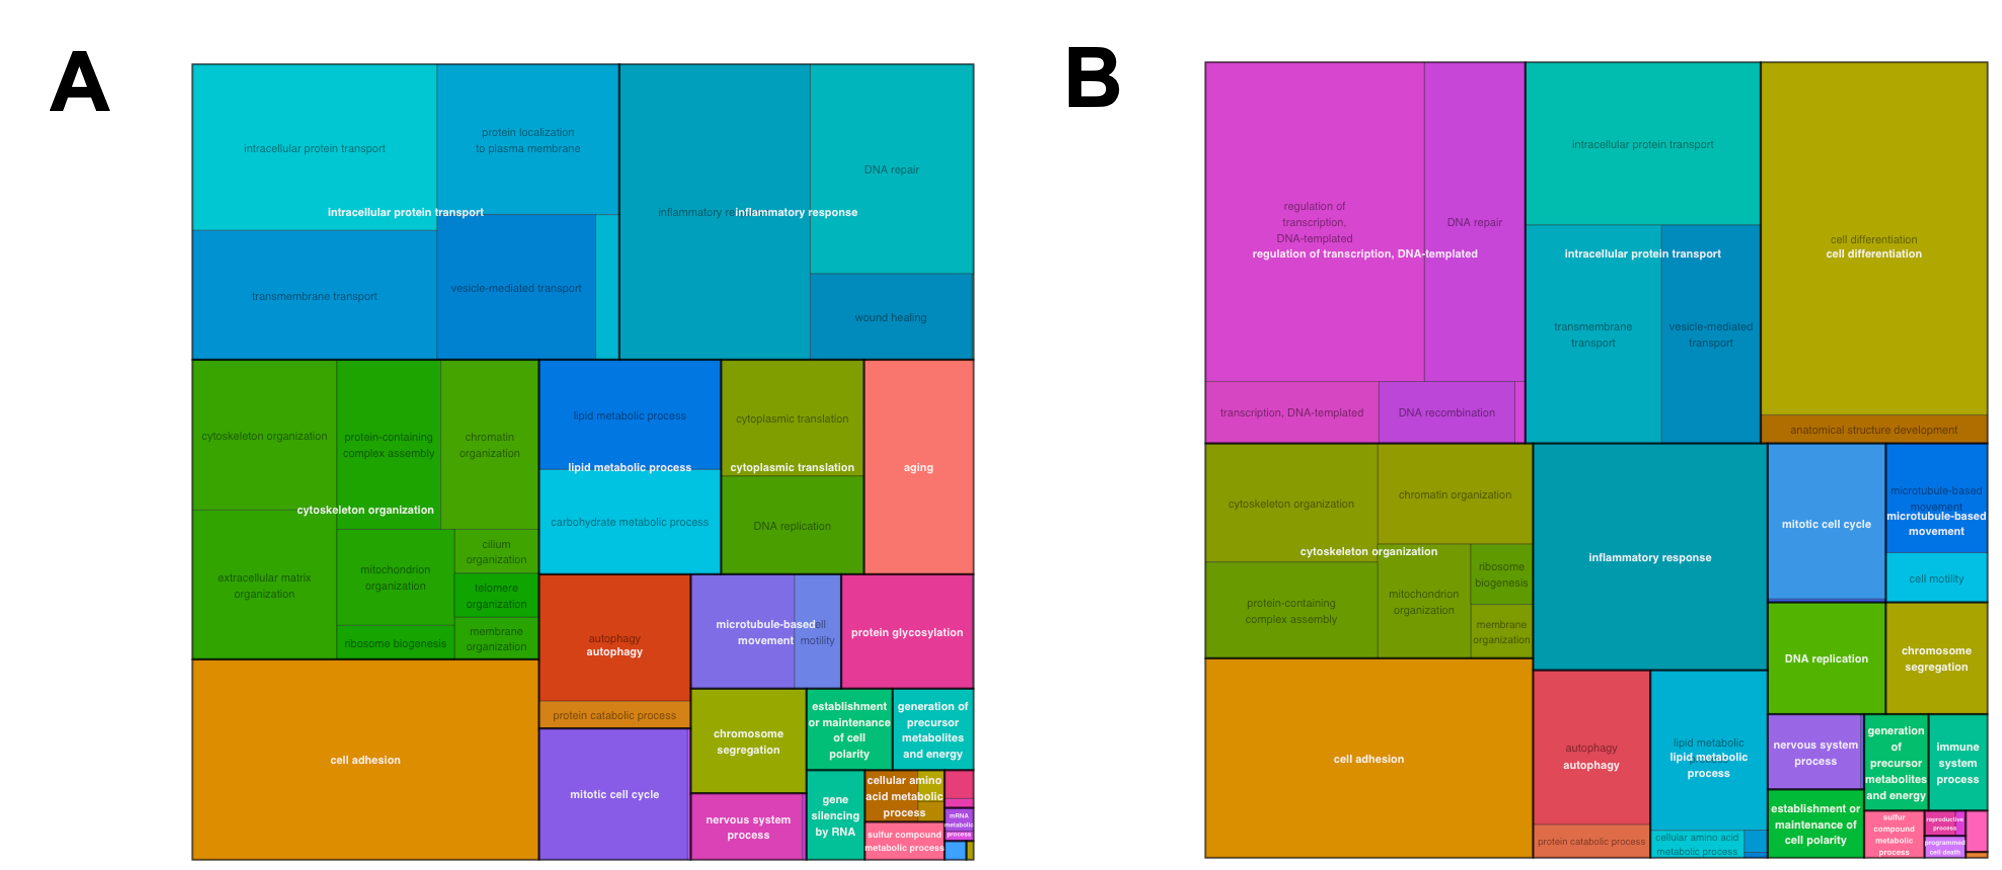 A
intracellular protein transport
protein localization
to plasma membrane
intracellular protein transport
transmembrane transport
vesicle-mediated transport
inflammatory re
inflammatory response
DNA repair
wound healing
cytoskeleton organization
protein-containing
complex assembly
chromatin
organization
cytoskeleton organization
extracellular matrix
organization
mitochondrion
organization
cilium
organization
telomere
organization
ribosome biogenesis
membrane
organization
lipid metabolic process
lipid metabolic process
carbohydrate metabolic process
cytoplasmic translation
cytoplasmic translation
DNA replication
aging
autophagy
autophagy
protein catabolic process
microtubule-based
movement
motility
protein glycosylation
cell adhesion
mitotic cell cycle
chromosome
segregation
nervous system
process
establishment
or maintenance
of cell
polarity
generation of
precursor
metabolites
and energy
gene
silencing
by RNA
cellular amino
acid metabolic
process
sulfur compound
metabolic process
mRNA
metabolic
process
B
regulation of
transcription,
DNA-templated
regulation of transcription, DNA-templated
DNA repair
transcription, DNA-templated
DNA recombination
intracellular protein transport
intracellular protein transport
transmembrane
transport
vesicle-mediated
transport
cell differentiation
cell differentiation
anatomical structure development
cytoskeleton organization
chromatin organization
cytoskeleton organization
protein-containing
complex assembly
mitochondrion
organization
ribosome
biogenesis
membrane
organization
inflammatory response
mitotic cell cycle
microtubule-based
movement
microtubule-based
movement
cell motility
DNA replication
chromosome
segregation
cell adhesion
autophagy
autophagy
protein catabolic process
lipid metabolic
lipid metabolic
process
cellular amino acid
metabolic process
nervous system
process
generation
of
precursor
metabolites
and energy
immune
system
process
establishment or
maintenance of
cell polarity
sulfur
compound
metabolic
process
reproductive
process
programmed
cell death